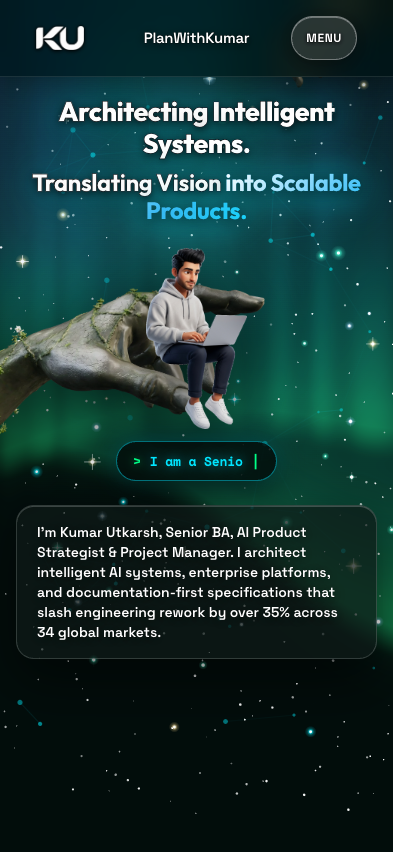 KU
PlanWithKumar
MENU
Architecting Intelligent
Systems.
Translating Vision into Scalable
Products.
> I am a Senio |
I'm Kumar Utkarsh, Senior BA, AI Product
Strategist & Project Manager. I architect
intelligent AI systems, enterprise platforms,
and documentation-first specifications that
slash engineering rework by over 35% across
34 global markets.